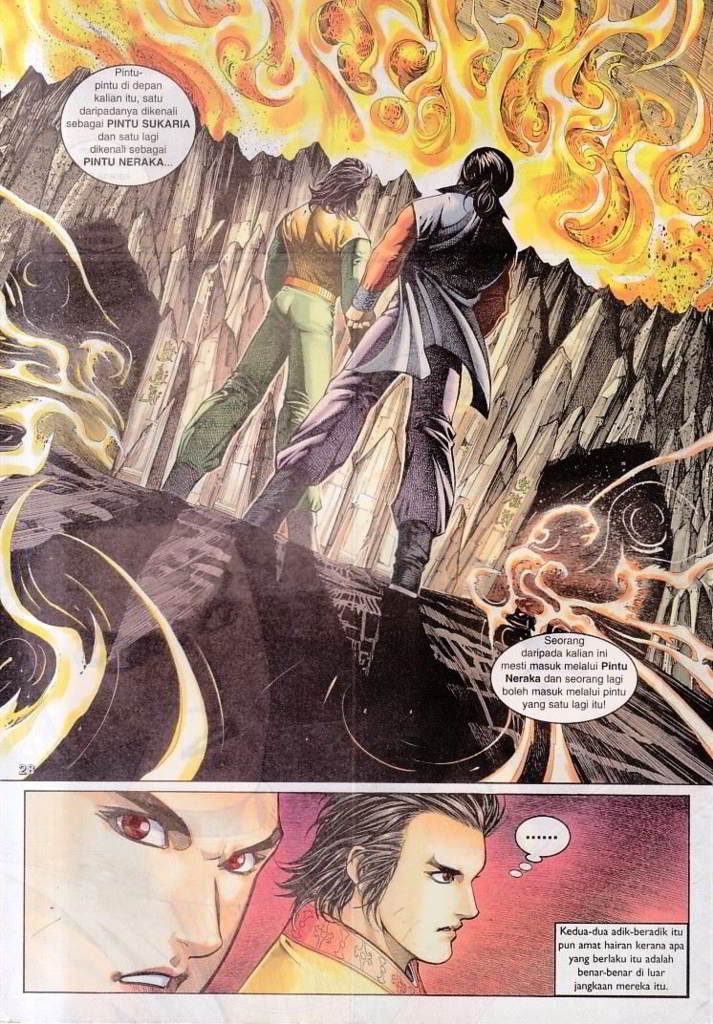 Pintu-
pintu di depan
kalian itu, satu
daripadanya dikenali
sebagai PINTU SUKARIA
dan satu lagi
dikenali sebagai
PINTU NERAKA...
Seorang
daripada kalian ini
mesti masuk melalui Pintu
Neraka dan seorang lagi
boleh masuk melalui pintu
yang satu lagi itu!
28
......
Kedua-dua adik-beradik itu
pun amat hairan kerana apa
yang berlaku itu adalah
benar-benar di luar
jangkaan mereka itu.